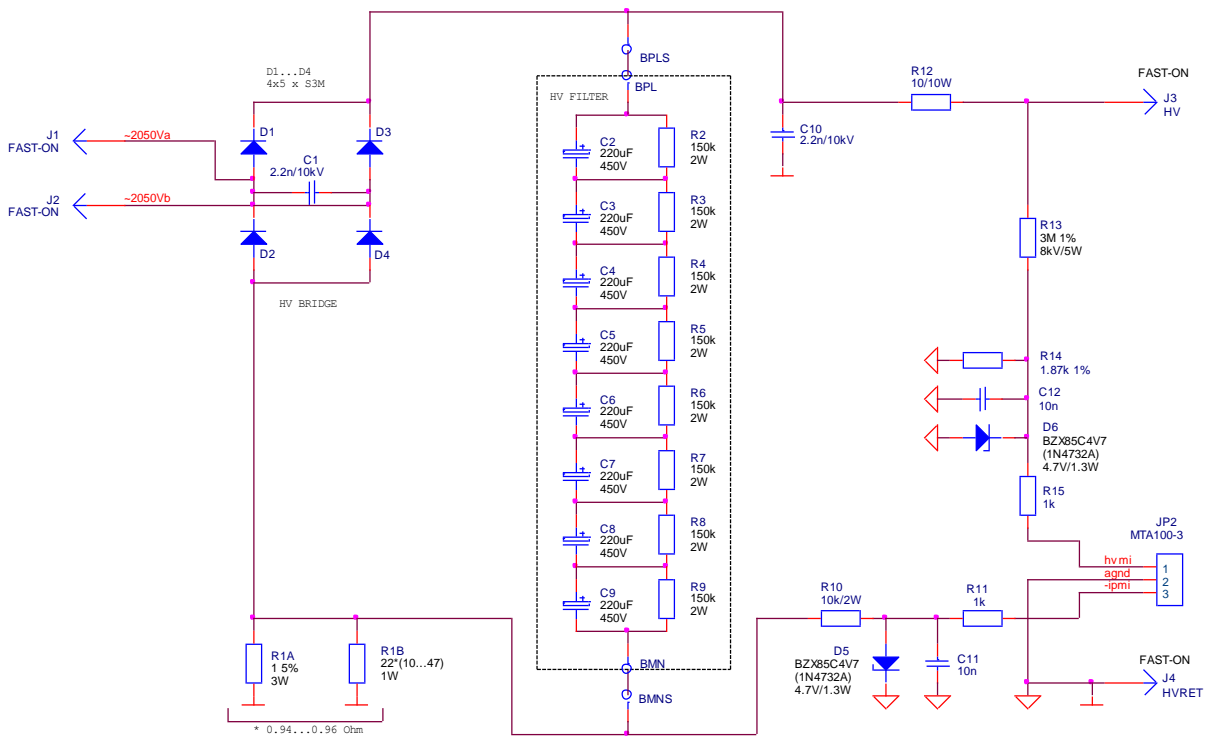 D1...D4
4x5 x S3M
J1
FAST-ON
~2050Va
J2
FAST-ON
~2050Vb
D1
D3
C1
2.2n/10kV
D2
D4
HV BRIDGE
BPLS
BPL
HV FILTER
C2
220uF
450V
R2
150k
2W
C3
220uF
450V
R3
150k
2W
C4
220uF
450V
R4
150k
2W
C5
220uF
450V
R5
150k
2W
C6
220uF
450V
R6
150k
2W
C7
220uF
450V
R7
150k
2W
C8
220uF
450V
R8
150k
2W
C9
220uF
450V
R9
150k
2W
BMN
BMNS
R1A
1 5%
3W
R1B
22*(10...47)
1W
* 0.94...0.96 Ohm
C10
2.2n/10kV
R12
10/10W
FAST-ON
J3
HV
R13
3M 1%
8kV/5W
R14
1.87k 1%
C12
10n
D6
BZX85C4V7
(1N4732A)
4.7V/1.3W
R15
1k
JP2
MTA100-3
hvmi
1
agnd
2
-ipmi
3
R10
10k/2W
R11
1k
D5
BZX85C4V7
(1N4732A)
4.7V/1.3W
C11
10n
FAST-ON
J4
HVRET